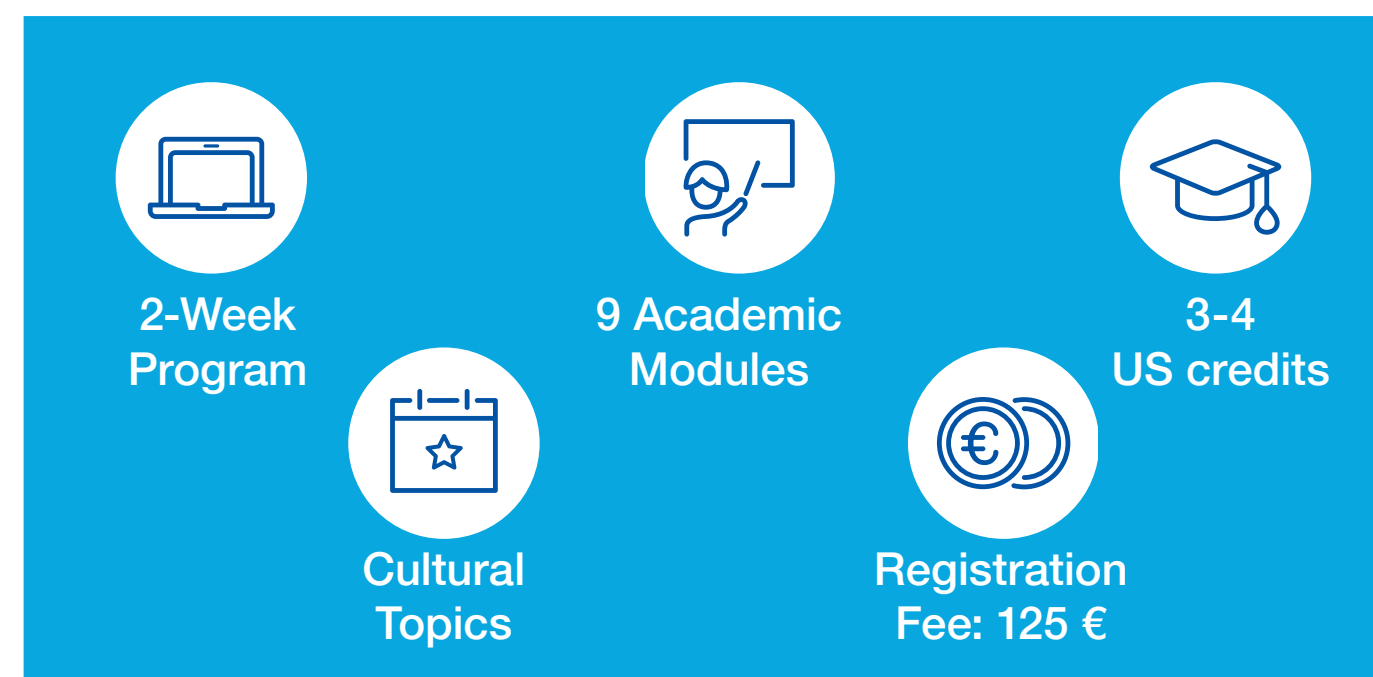 2-Week
Program
Cultural
Topics
9 Academic
Modules
Registration
Fee: 125 €
3-4
US credits